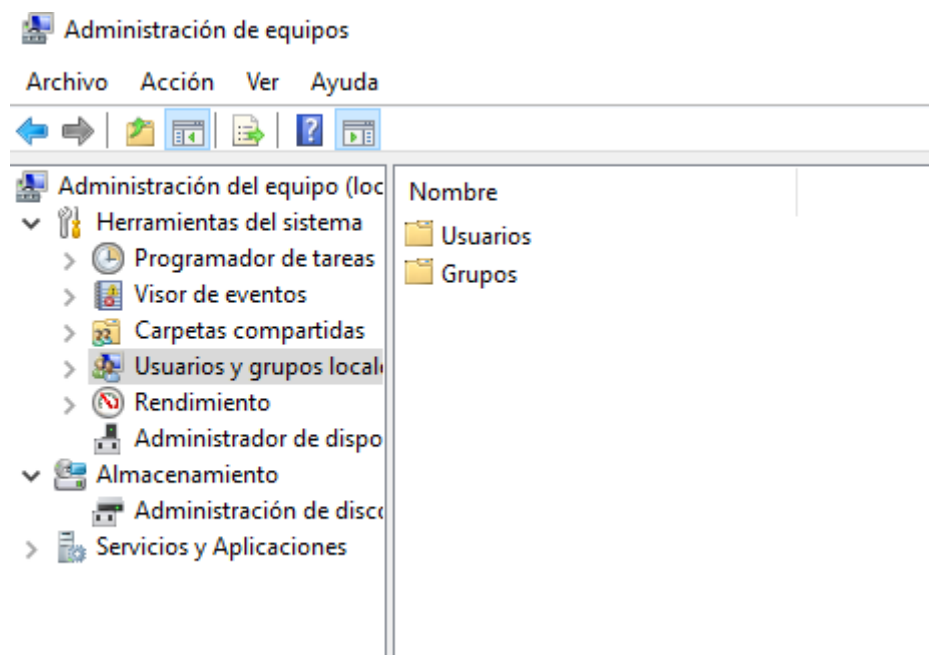 Administración de equipos
Archivo Acción Ver Ayuda
Administración del equipo (loc
Herramientas del sistema
Programador de tareas
Visor de eventos
Carpetas compartidas
Usuarios y grupos locale
Rendimiento
Administrador de dispo
Almacenamiento
Administración de disco
Servicios y Aplicaciones
Nombre
Usuarios
Grupos